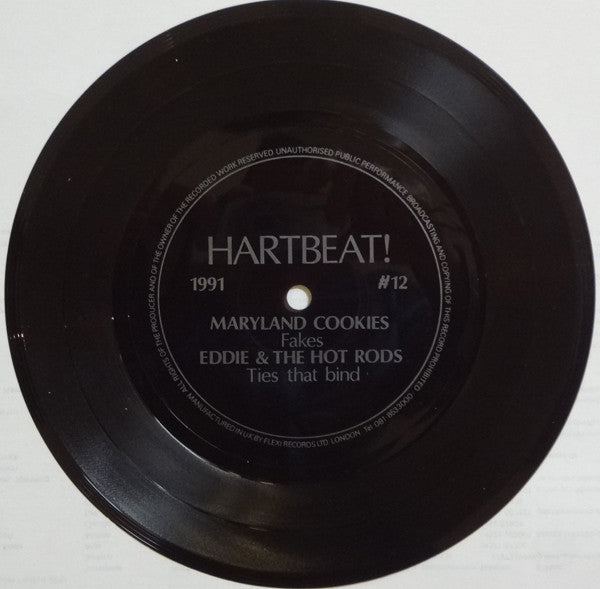 ALL RIGHTS OF THE PRODUCER AND OF THE OWNER OF THE RECORDED WORK RESERVED UNAUTHORISED PUBLIC PERFORMANCE BROADCASTING AND COPYING OF THIS RECORD PROHIBITED
HARTBEAT!
1991 #12
MARYLAND COOKIES
Fakes
EDDIE & THE HOT RODS
Ties that bind
MANUFACTURED IN U.K BY FLEXI RECORDS LTD LONDON. Tel 081